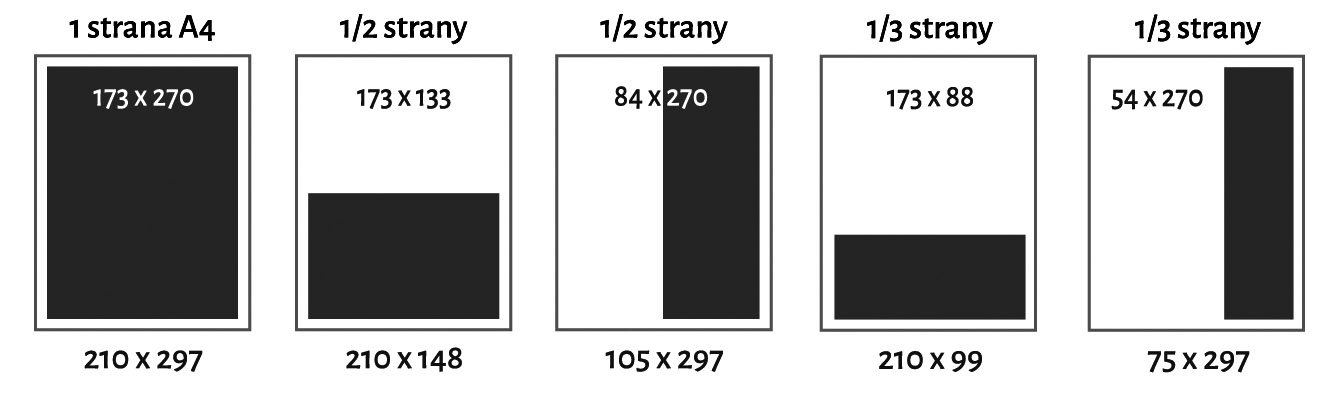 1 strana A4
173 x 270
210 x 297
1/2 strany
173 x 133
210 x 148
1/2 strany
84 x 270
105 x 297
1/3 strany
173 x 88
210 x 99
1/3 strany
54 x 270
75 x 297